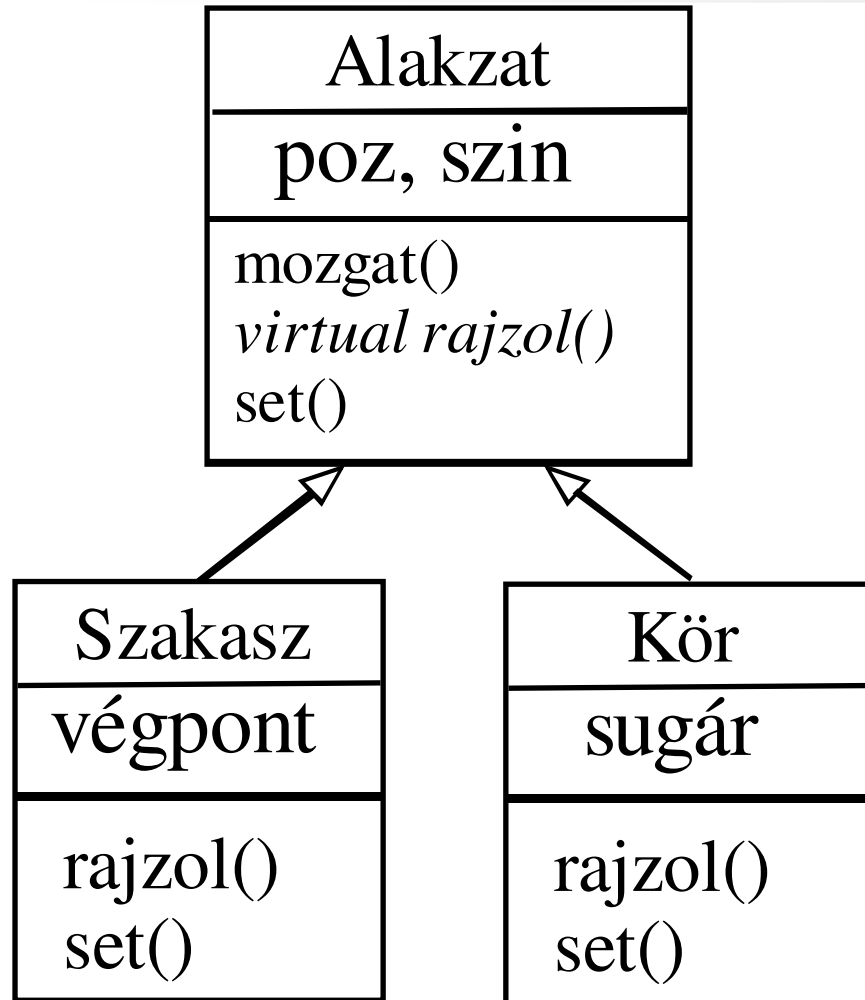 Alakzat
poz, szin
mozgat()
virtual rajzol()
set()
Szakasz
végpont
rajzol()
set()
Kör
sugár
rajzol()
set()